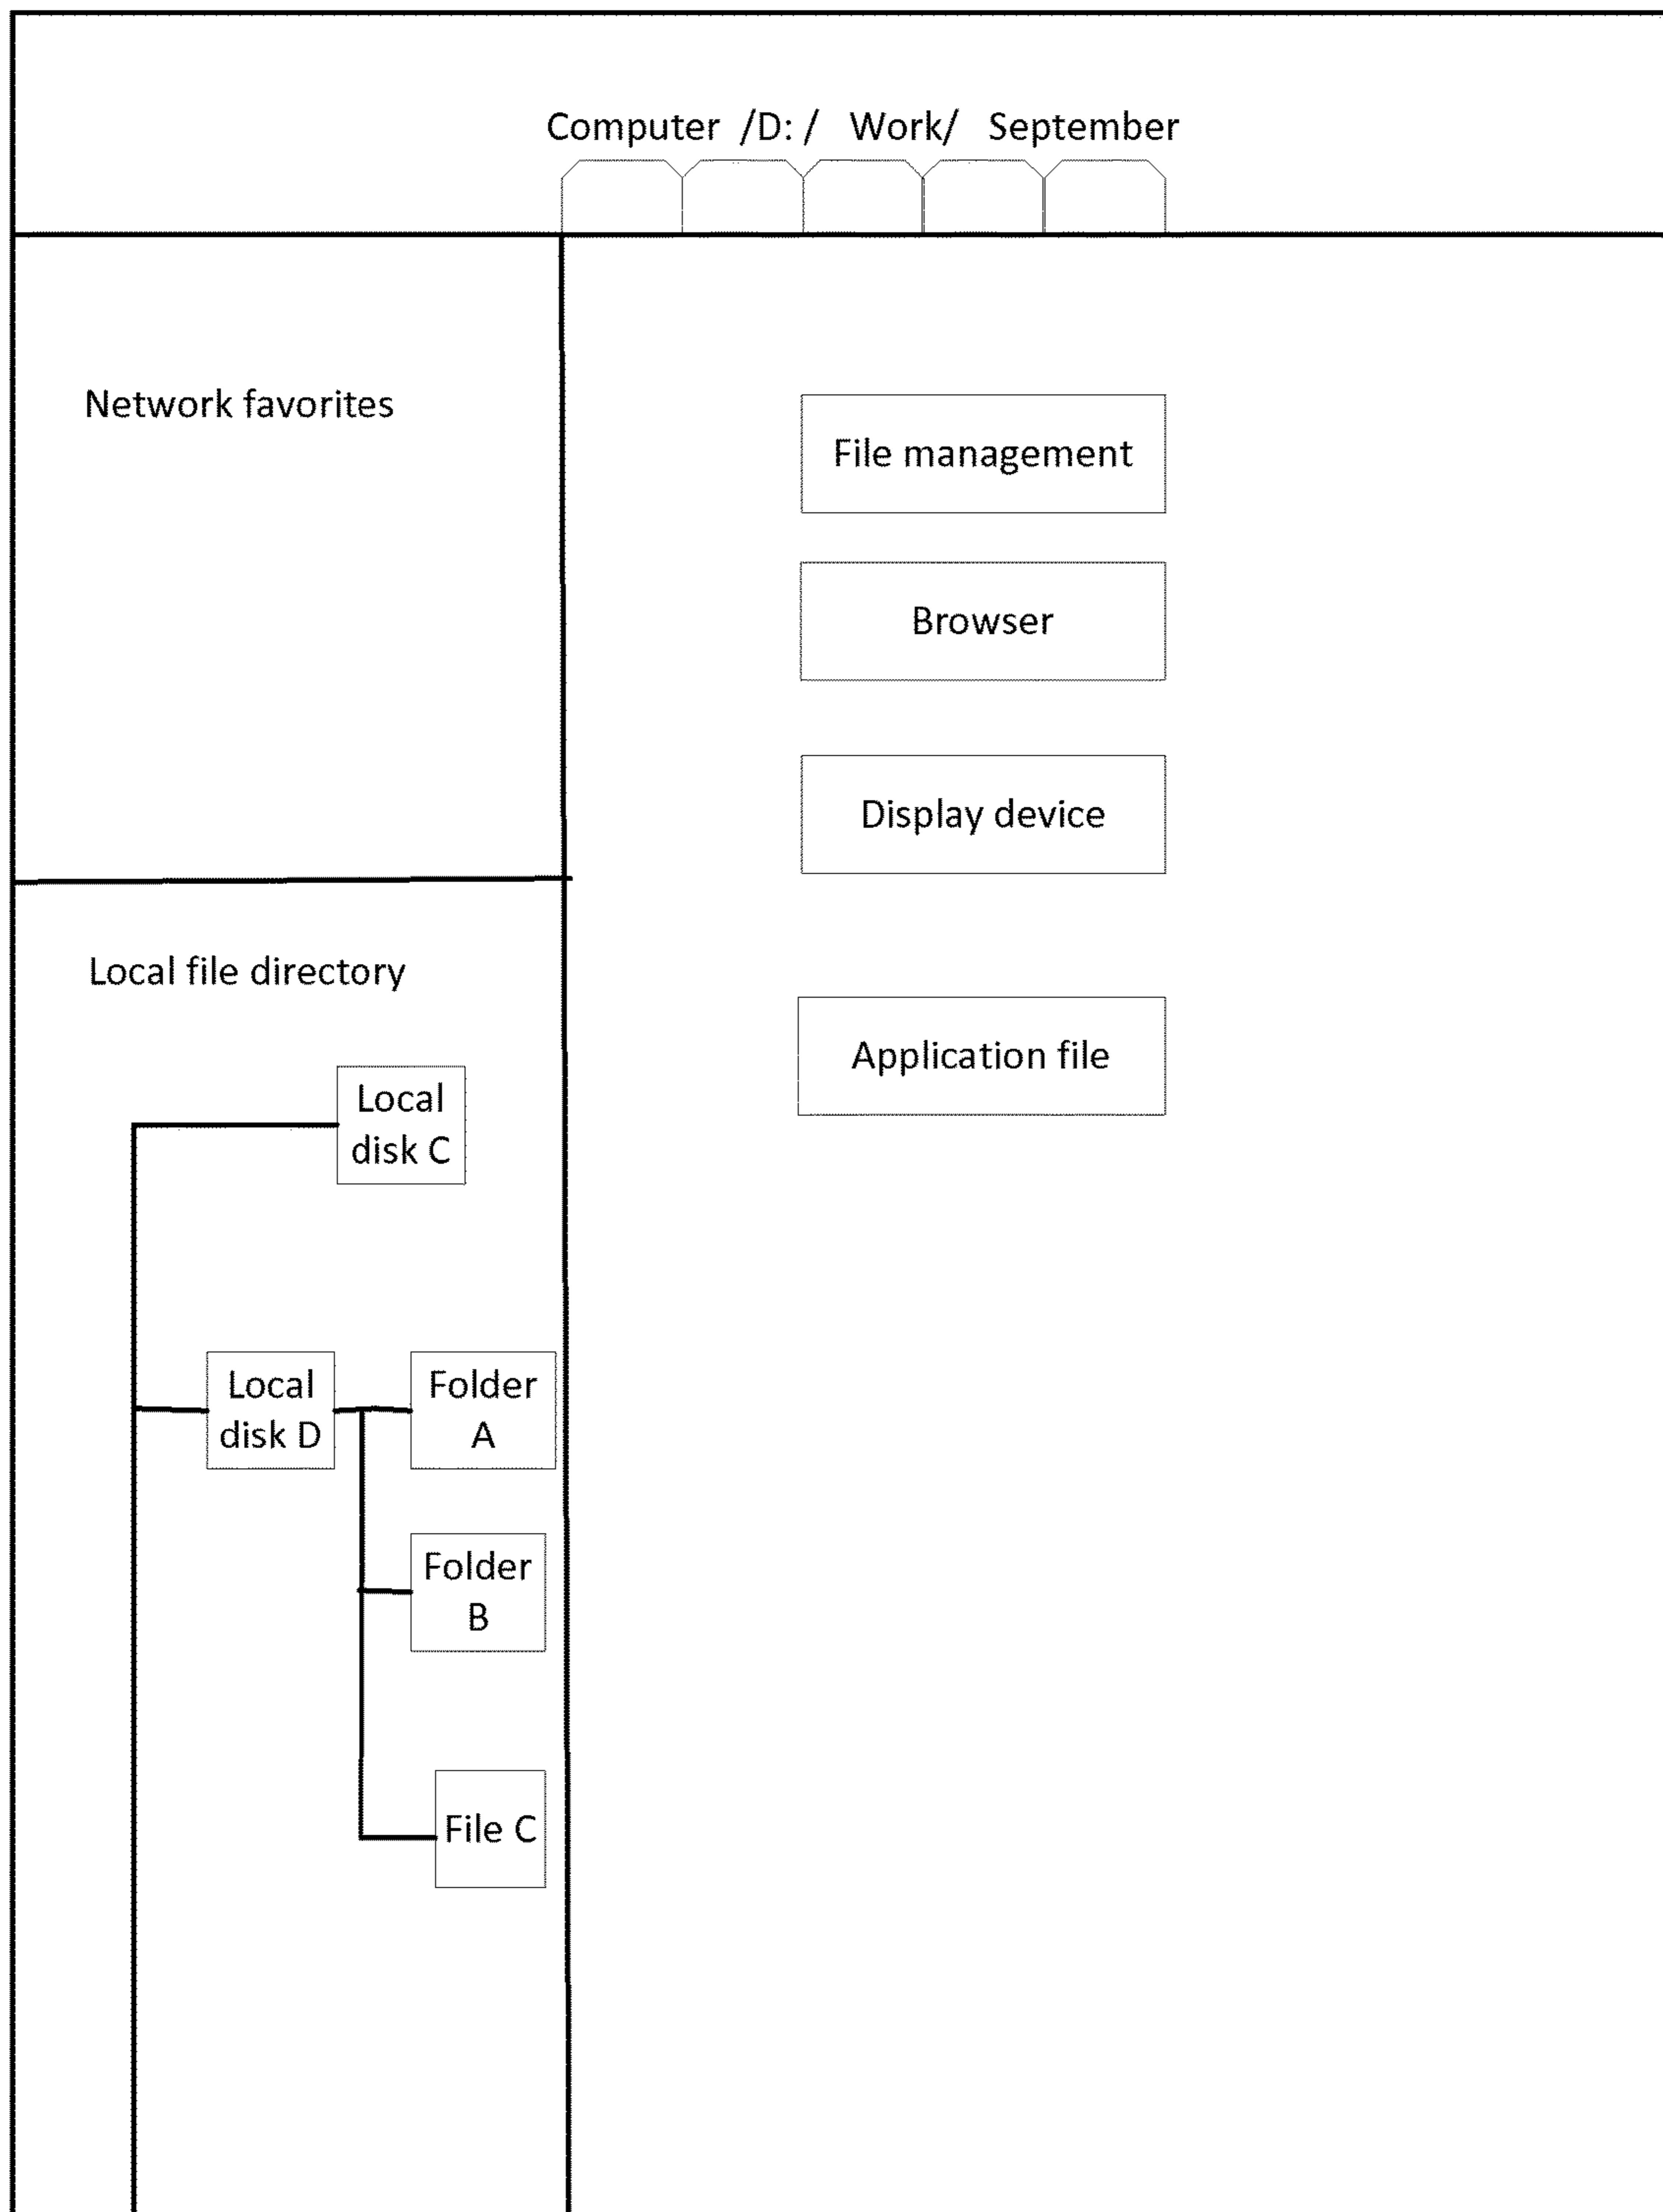 Computer /D: / Work/ September
Network favorites
File management
Browser
Display device
Local file directory
Application file
Local
disk C
Local
disk D
Folder
A
Folder
B
File C